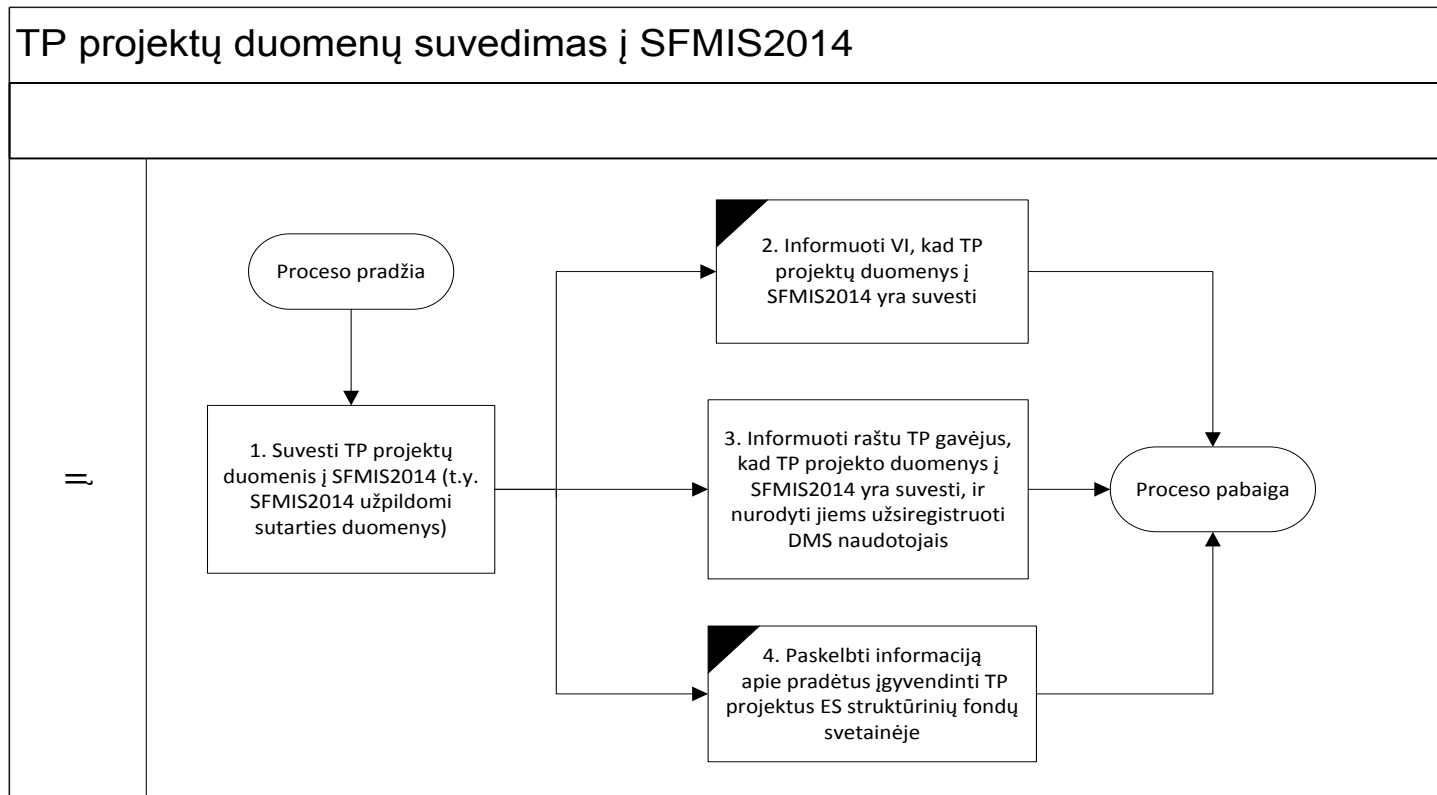 TP projektų duomenų suvedimas į SFMIS2014
ĮI
Proceso pradžia
1. Suvesti TP projektų
duomenis į SFMIS2014 (t.y.
SFMIS2014 užpildomi
sutarties duomenys)
2. Informuoti VI, kad TP
projektų duomenys į
SFMIS2014 yra suvesti
3. Informuoti raštu TP gavėjus,
kad TP projekto duomenys į
SFMIS2014 yra suvesti, ir
nurodyti jiems užsiregistruoti
DMS naudotojais
4. Paskelbti informaciją
apie pradėtus įgyvendinti TP
projektus ES struktūrinių fondų
svetainėje
Proceso pabaiga